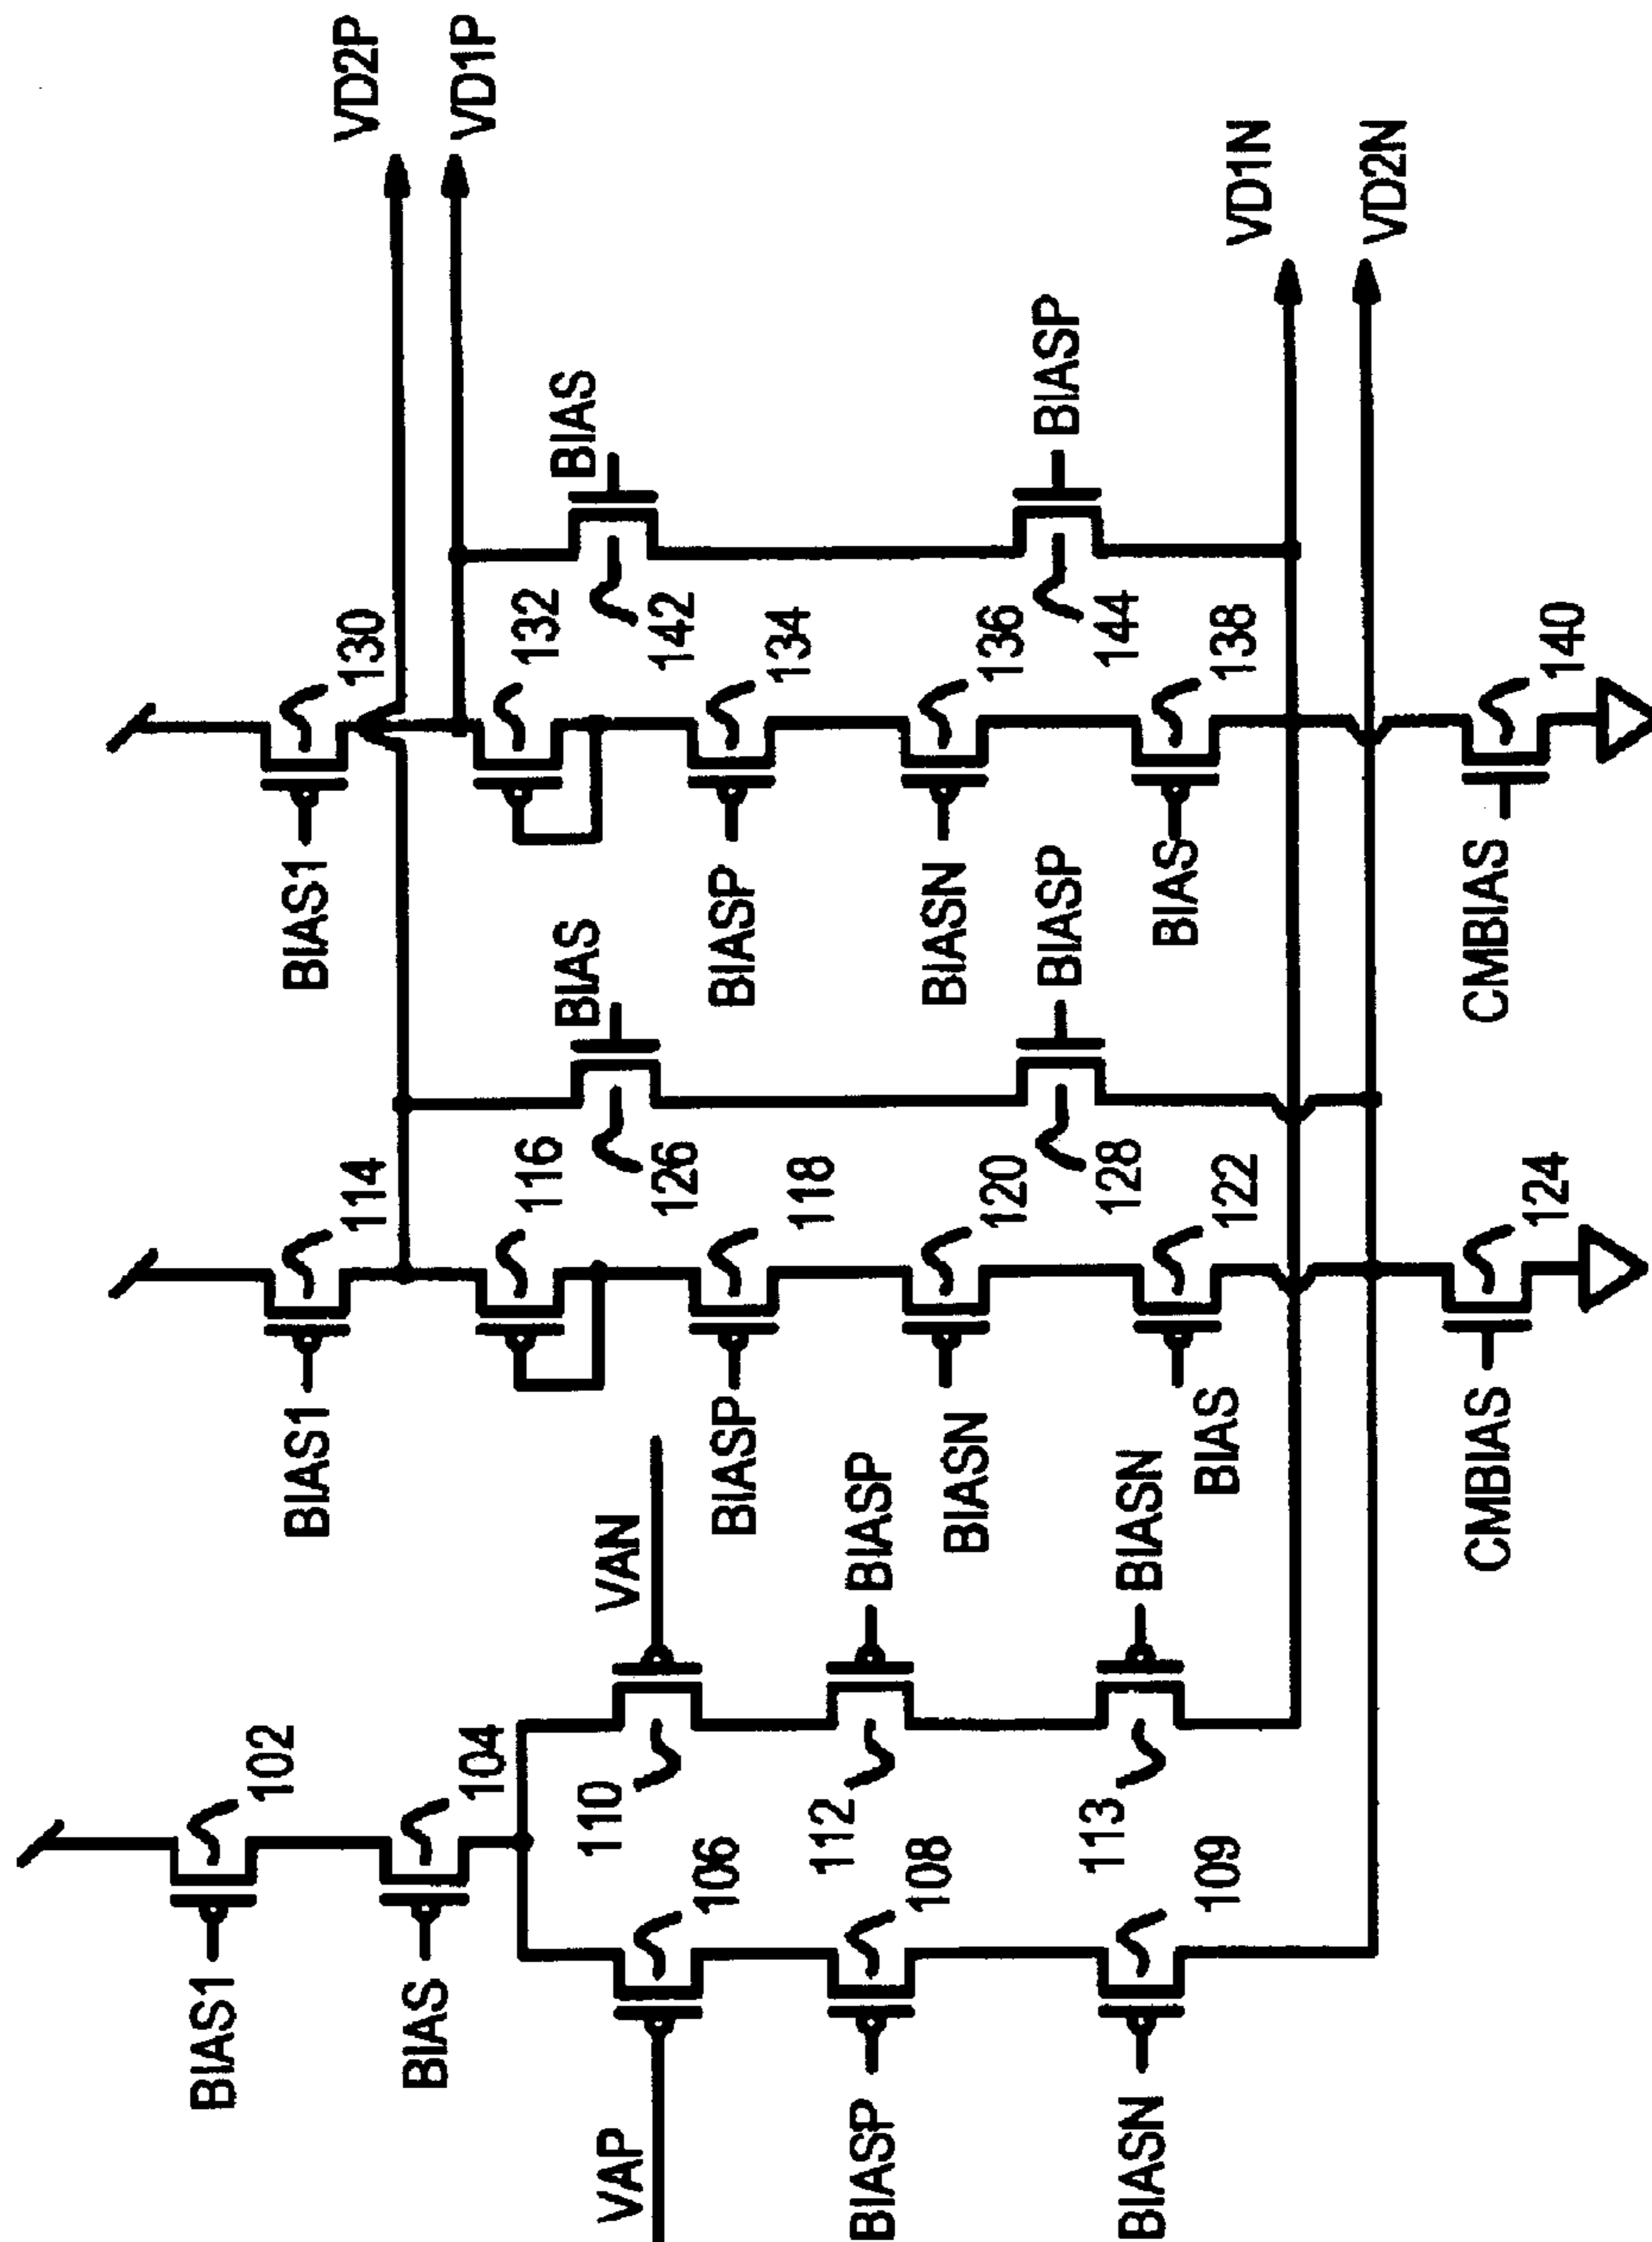 VD2P
VD1P
VD1N
VD2N
BIAS1
102
BIAS
104
VAP
106
BIASP
108
BIASN
109
VAN
110
BIASP
112
BIASN
113
BIAS1
114
116
BIASP
118
BIASN
120
BIAS
122
CMBIAS
124
BIAS
126
BIASP
128
BIAS1
130
132
BIASP
134
BIASN
136
BIAS
138
CMBIAS
140
BIAS
142
BIASP
144